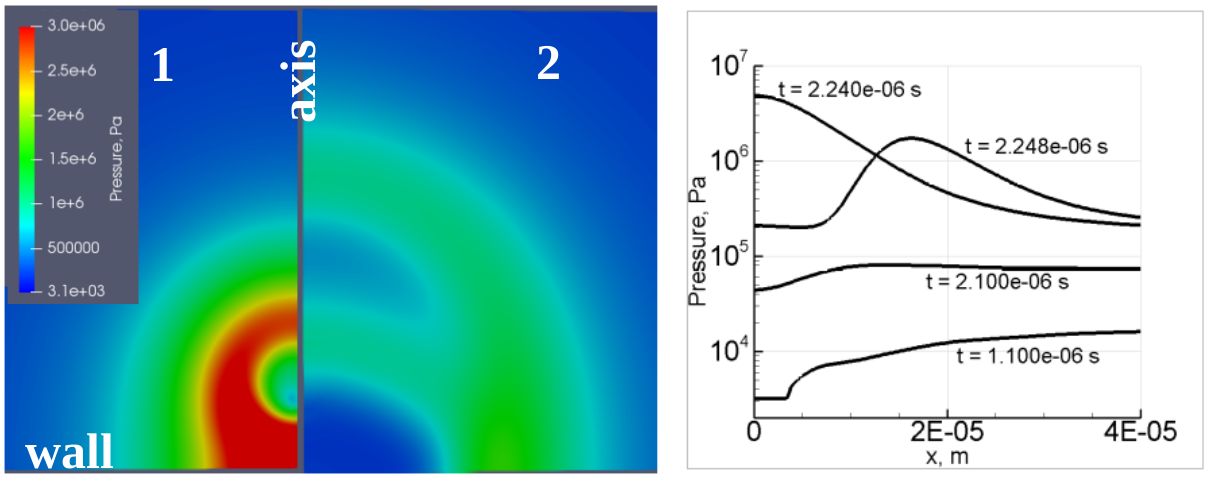 3.0e+06
2.5e+6
2e+6
1.5e+6
1e+6
500000
3.1e+03
Pressure, Pa
1
axis
2
wall
10^7
10^6
10^5
10^4
Pressure, Pa
t = 2.240e-06 s
t = 2.248e-06 s
t = 2.100e-06 s
t = 1.100e-06 s
0 2E-05 4E-05
x, m